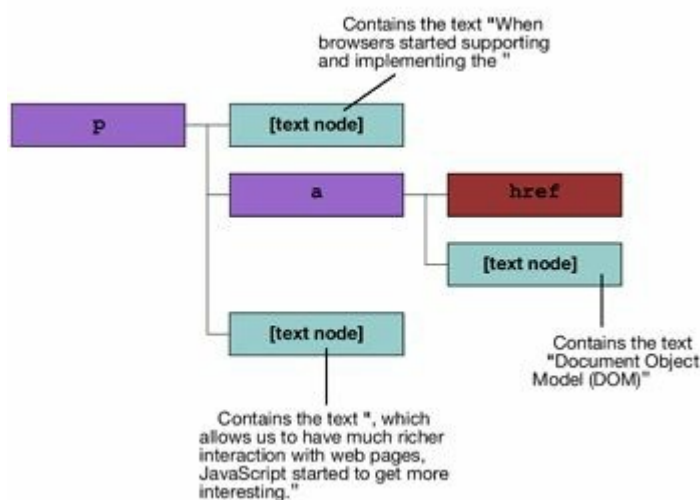 Contains the text "When
browsers started supporting
and implementing the "
p
[text node]
a
href
[text node]
[text node]
Contains the text
"Document Object
Model (DOM)"
Contains the text ", which
allows us to have much richer
interaction with web pages,
JavaScript started to get more
interesting."